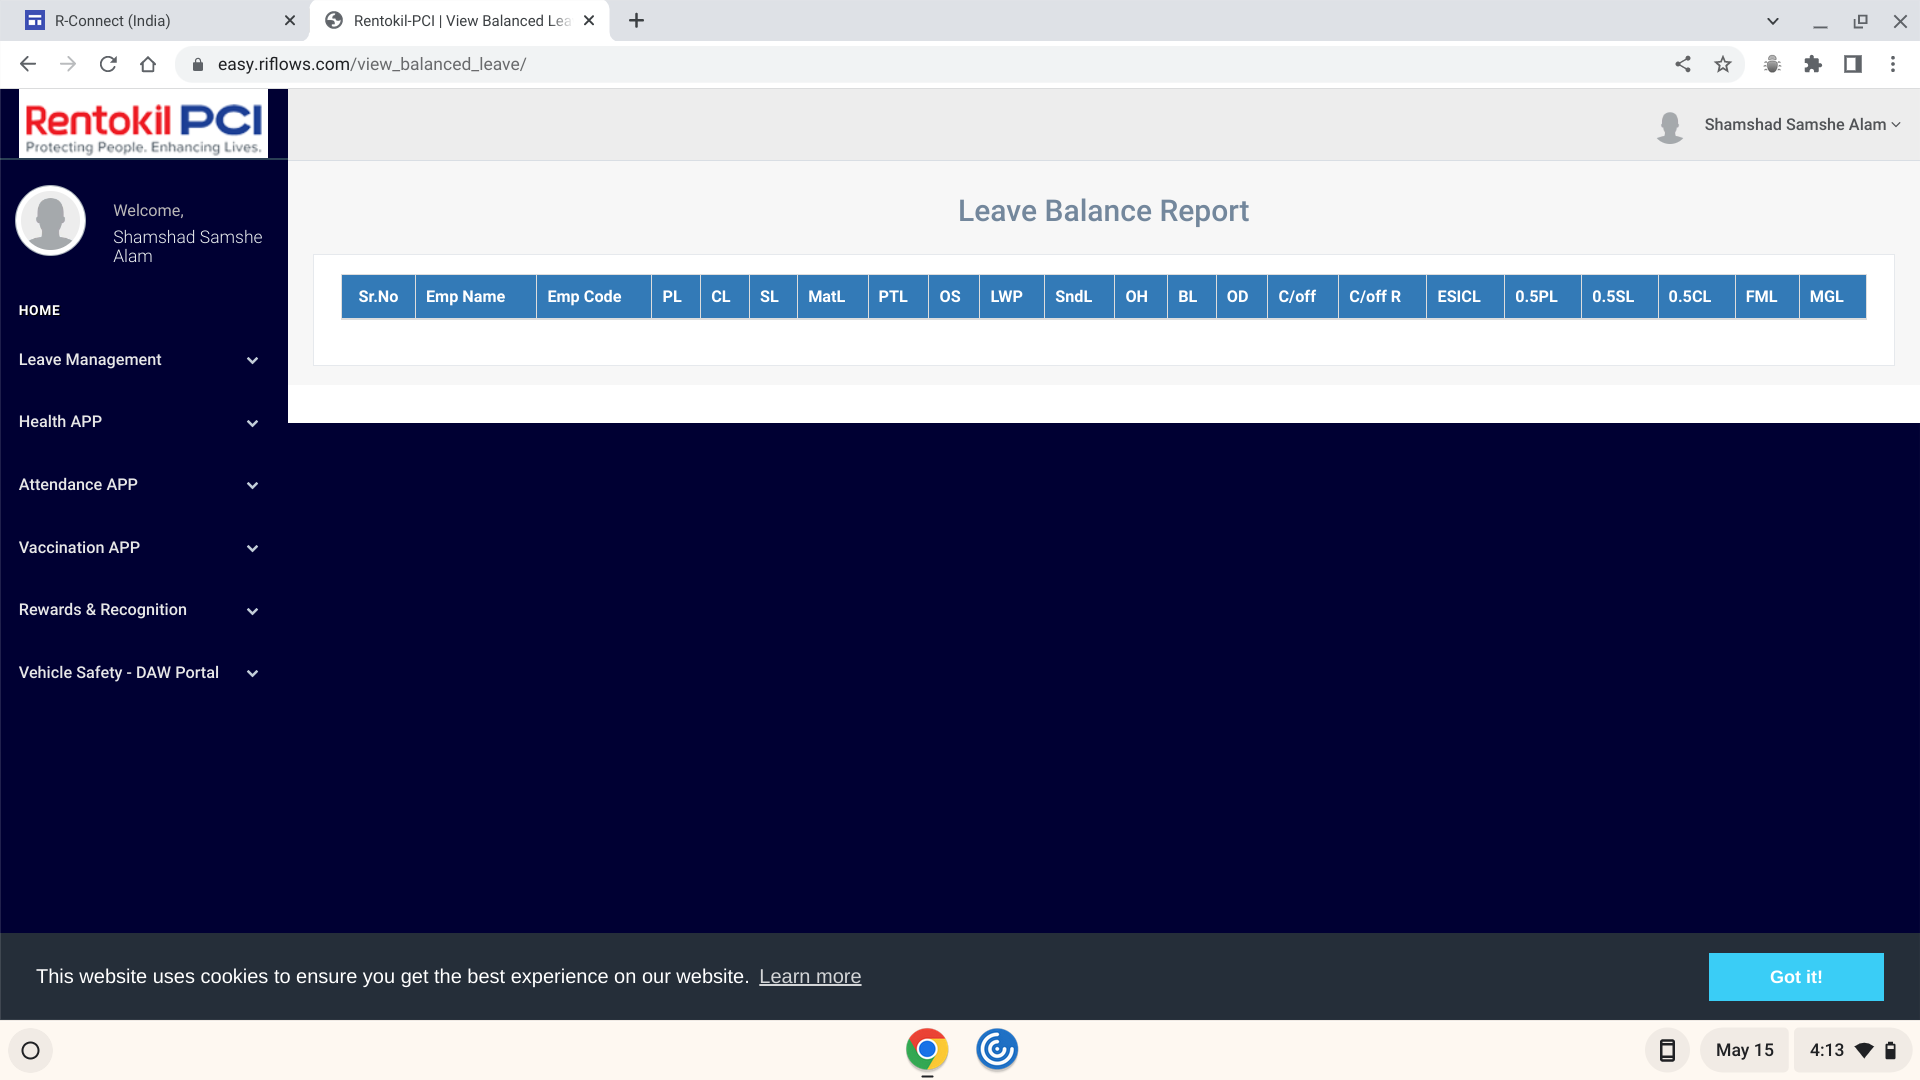 R-Connect (India)
Rentokil-PCI | View Balanced Lea
easy.riflows.com/view_balanced_leave/
Rentokil PCI
Protecting People. Enhancing Lives.
Shamshad Samshe Alam
Welcome,
Shamshad Samshe
Alam
HOME
Leave Management
Health APP
Attendance APP
Vaccination APP
Rewards & Recognition
Vehicle Safety - DAW Portal
Leave Balance Report
Sr.No Emp Name Emp Code PL CL SL MatL PTL OS LWP SndL OH BL OD C/off C/off R ESICL 0.5PL 0.5SL 0.5CL FML MGL
This website uses cookies to ensure you get the best experience on our website. Learn more
Got it!
May 15
4:13